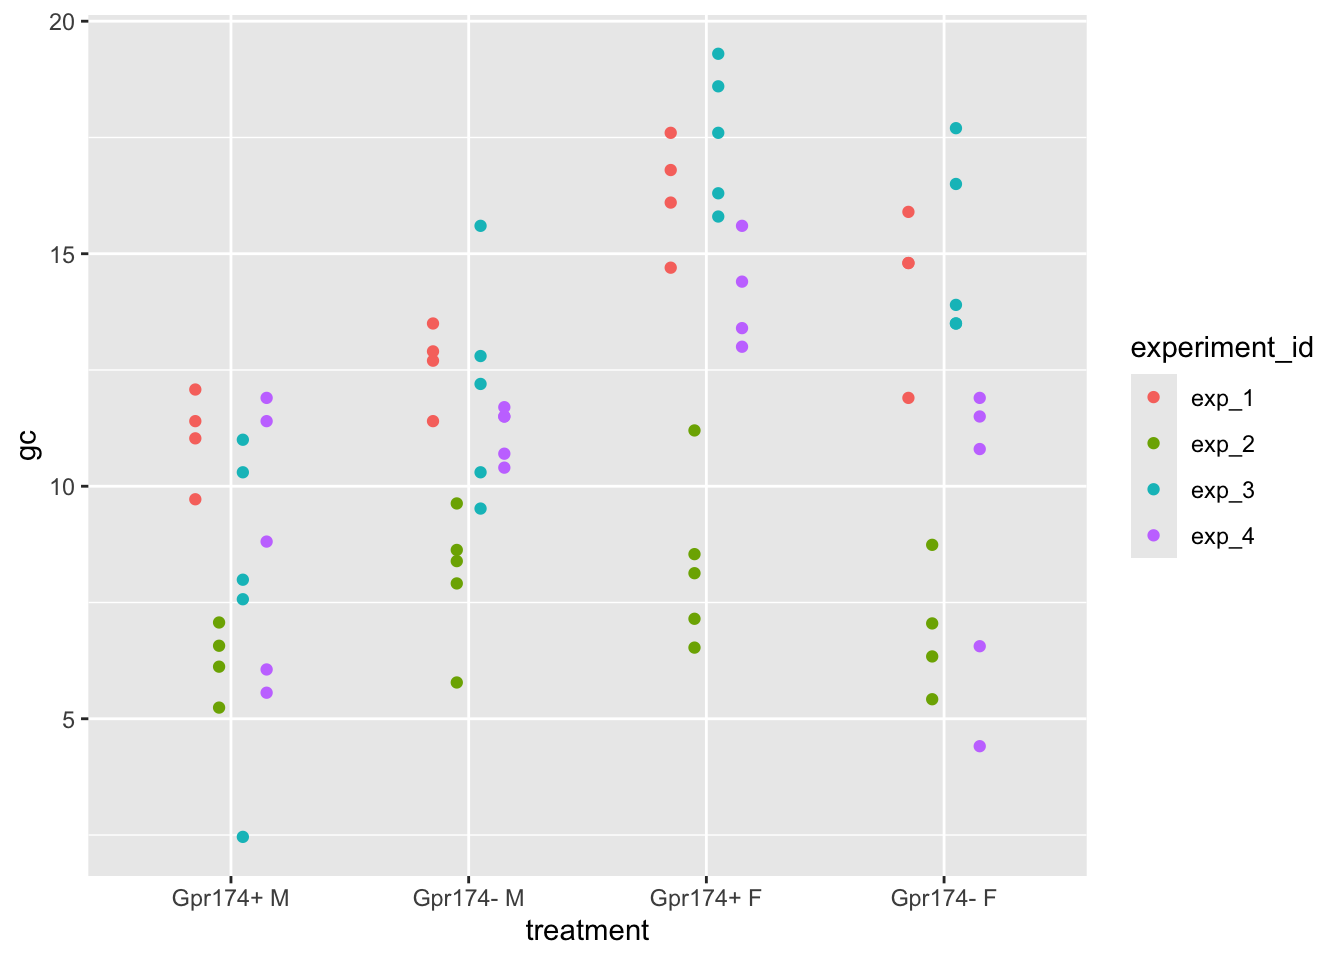 20
15
10
5
gc
Gpr174+ M
Gpr174- M
Gpr174+ F
Gpr174- F
treatment
experiment_id
exp_1
exp_2
exp_3
exp_4